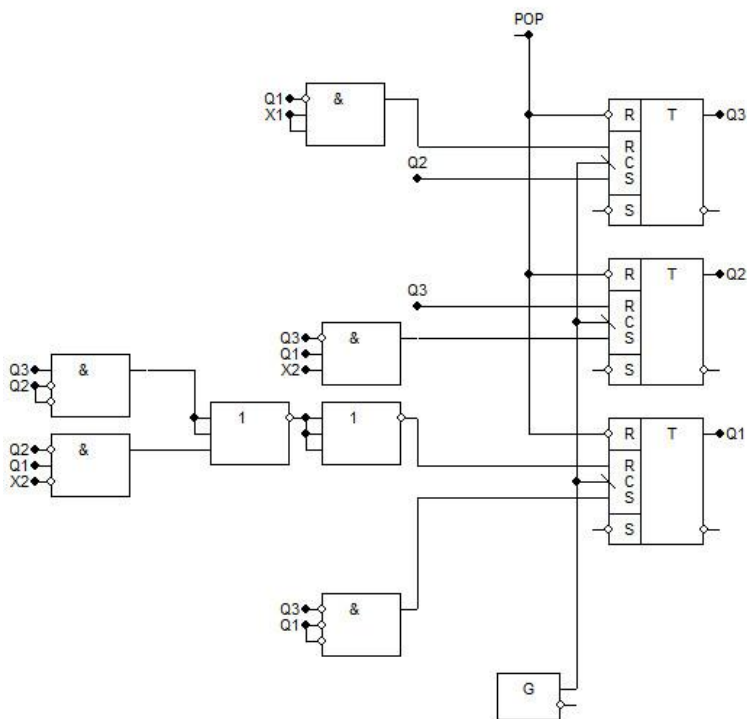 POP
Q1 &
X1
R T Q3
R
C
S
S
Q2
R T Q2
R
C
S
S
Q3
Q3 &
Q1
X2
Q3 &
Q2
1
1
Q2 &
Q1
X2
R T Q1
R
C
S
S
Q3 &
Q1
G